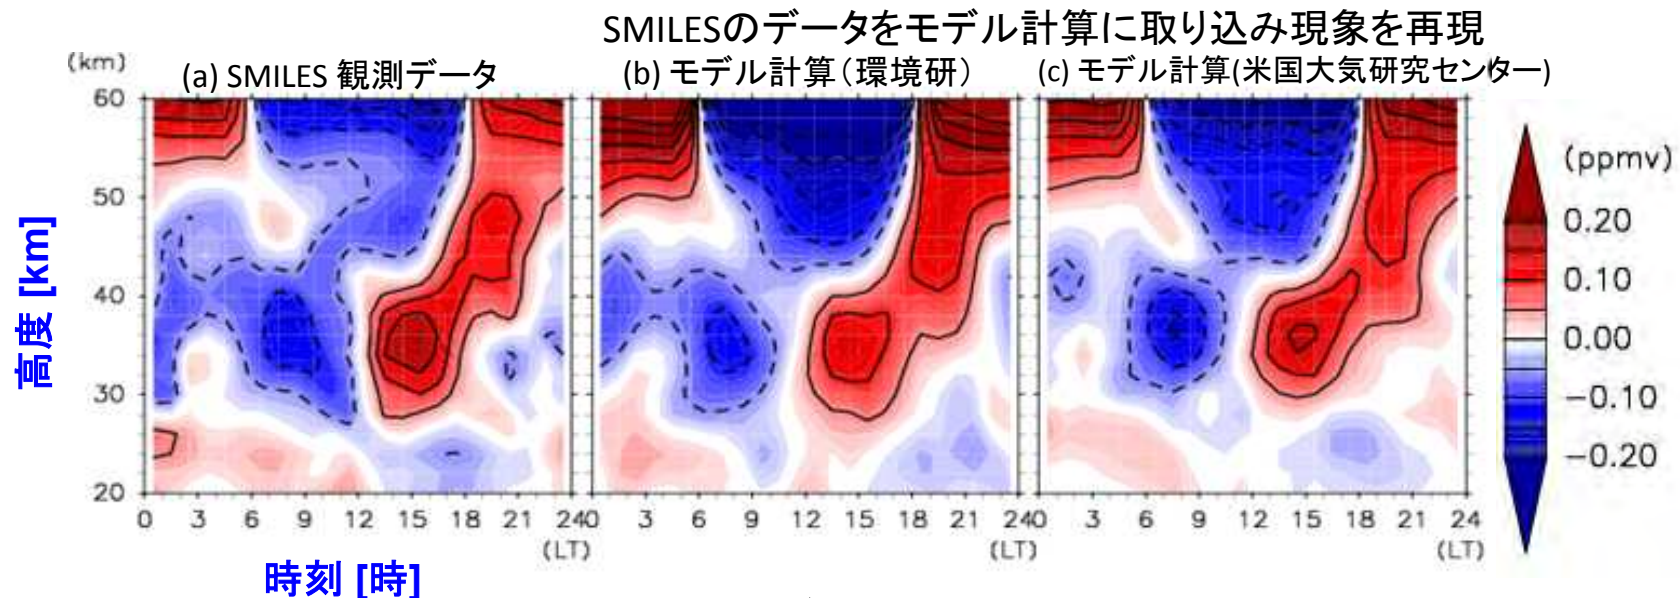 SMILESのデータをモデル計算に取り込み現象を再現
(km)
(a) SMILES 観測データ
(b) モデル計算（環境研）
(c) モデル計算(米国大気研究センター)
60
50
40
30
20
高度 [km]
0 3 6 9 12 15 18 21 24
0 3 6 9 12 15 18 21 24
0 3 6 9 12 15 18 21 24
(LT)
(LT)
(LT)
時刻 [時]
(ppmv)
0.20
0.10
0.00
−0.10
−0.20